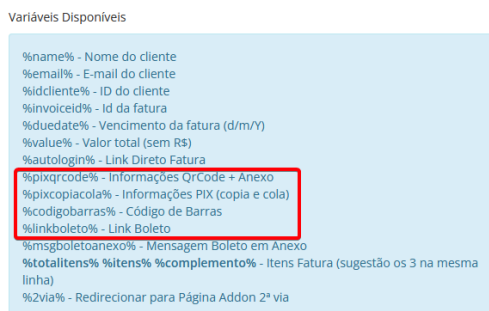 Variáveis Disponíveis
%name% - Nome do cliente
%email% - E-mail do cliente
%idcliente% - ID do cliente
%invoiceid% - Id da fatura
%duedate% - Vencimento da fatura (d/m/Y)
%value% - Valor total (sem R$)
%autologin% - Link Direto Fatura
%pixqrcode% - Informações QrCode + Anexo
%pixcopiacola% - Informações PIX (copia e cola)
%codigobarras% - Código de Barras
%linkboleto% - Link Boleto
%msgboletoanexo% - Mensagem Boleto em Anexo
%totalitens% %itens% %complemento% - Itens Fatura (sugestão os 3 na mesma
linha)
%2via% - Redirecionar para Página Addon 2ª via